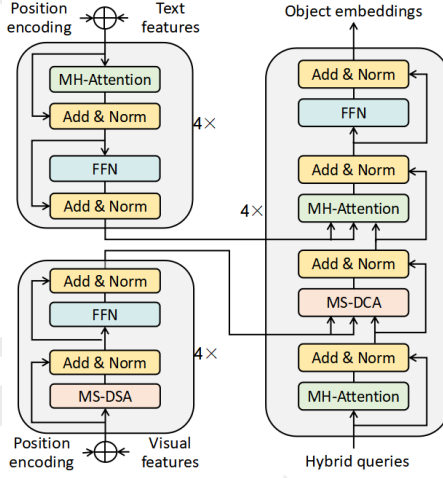 Position encoding
Text features
MH-Attention
Add & Norm
FFN
Add & Norm
4×
Add & Norm
FFN
Add & Norm
MS-DSA
4×
Position encoding
Visual features
Object embeddings
Add & Norm
FFN
Add & Norm
MH-Attention
4×
Add & Norm
MS-DCA
Add & Norm
MH-Attention
Hybrid queries